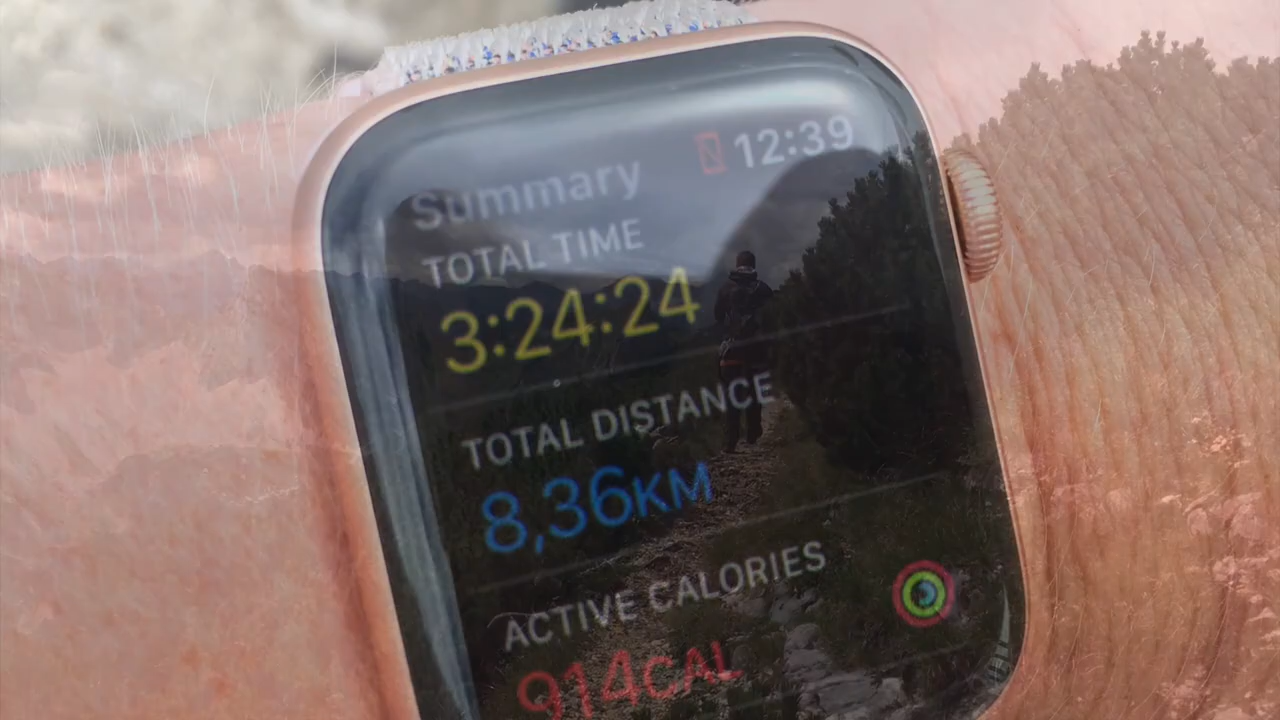 12:39
Summary
TOTAL TIME
3:24:24
TOTAL DISTANCE
8,36KM
ACTIVE CALORIES
914CAL